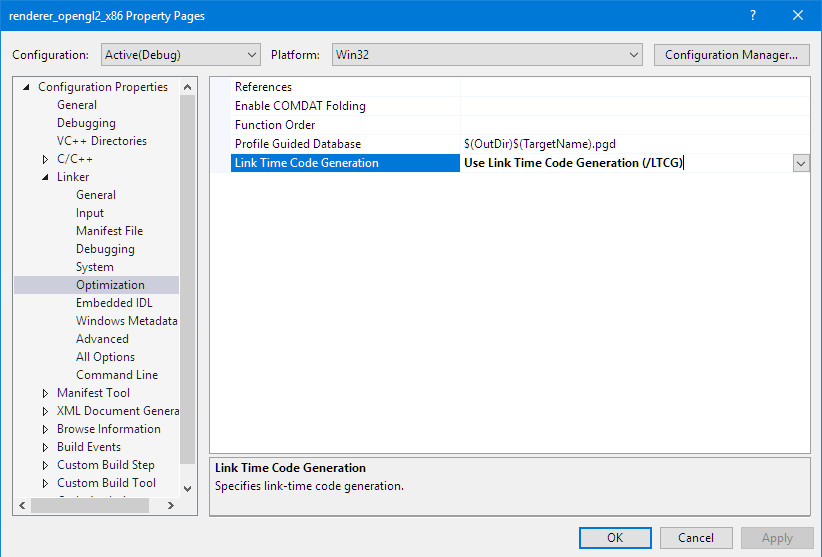 renderer_opengl2_x86 Property Pages
? ×
Configuration: Active(Debug) Platform: Win32 Configuration Manager...
Configuration Properties
General
Debugging
VC++ Directories
C/C++
Linker
General
Input
Manifest File
Debugging
System
Optimization
Embedded IDL
Windows Metadata
Advanced
All Options
Command Line
Manifest Tool
XML Document Genera
Browse Information
Build Events
Custom Build Step
Custom Build Tool
References
Enable COMDAT Folding
Function Order
Profile Guided Database $(OutDir)$(TargetName).pgd
Link Time Code Generation Use Link Time Code Generation (/LTCG)
Link Time Code Generation
Specifies link-time code generation.
OK Cancel Apply